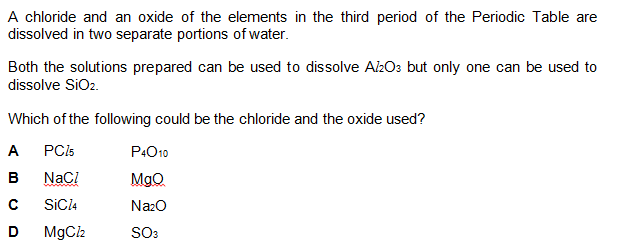 A chloride and an oxide of the elements in the third period of the Periodic Table are
dissolved in two separate portions of water.
Both the solutions prepared can be used to dissolve Al2O3 but only one can be used to
dissolve SiO2.
Which of the following could be the chloride and the oxide used?
A PCl5 P4O10
B NaCl MgO
C SiCl4 Na2O
D MgCl2 SO3